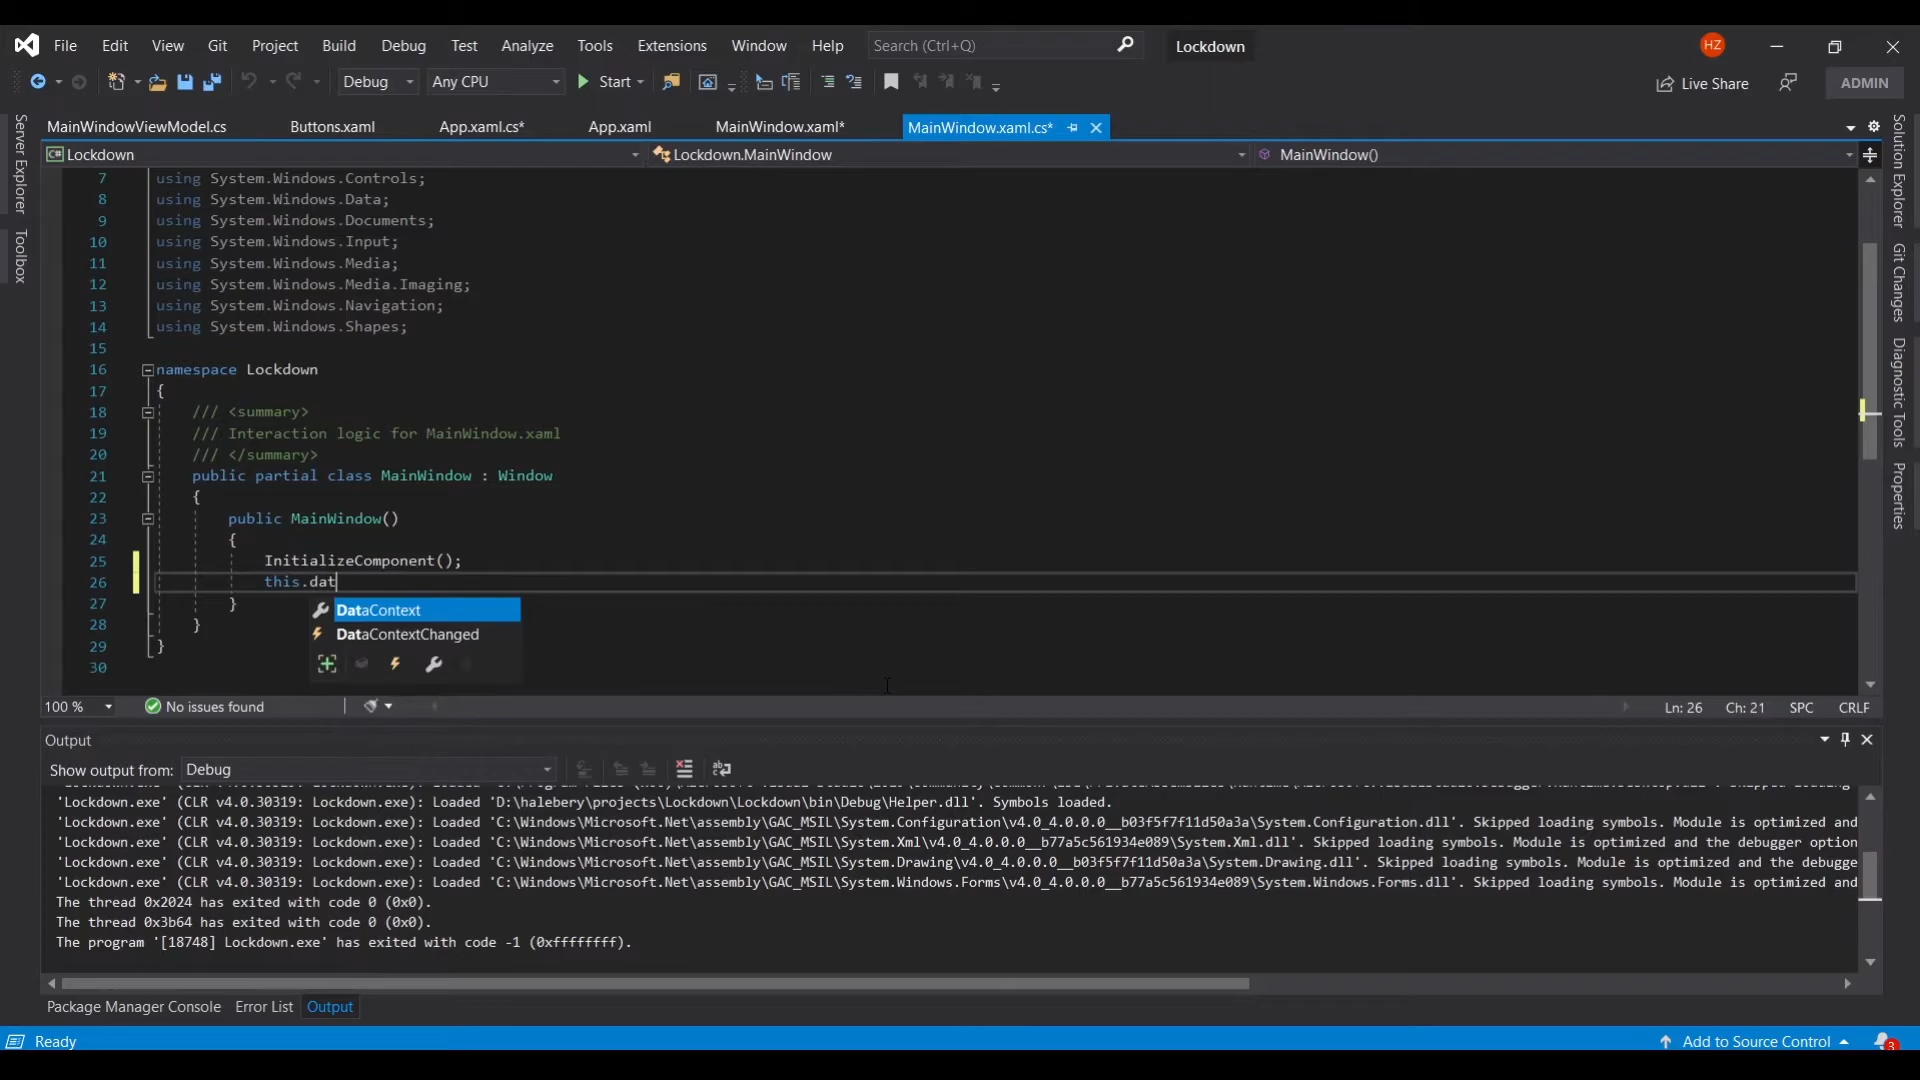 File Edit View Git Project Build Debug Test Analyze Tools Extensions Window Help Search (Ctrl+Q) Lockdown HZ
Debug Any CPU Start Live Share ADMIN
MainWindowViewModel.cs Buttons.xaml App.xaml.cs* App.xaml MainWindow.xaml* MainWindow.xaml.cs*
C# Lockdown Lockdown.MainWindow MainWindow()
Server Explorer
Toolbox
7 using System.Windows.Controls;
8 using System.Windows.Data;
9 using System.Windows.Documents;
10 using System.Windows.Input;
11 using System.Windows.Media;
12 using System.Windows.Media.Imaging;
13 using System.Windows.Navigation;
14 using System.Windows.Shapes;
15
16 namespace Lockdown
17 {
18 /// <summary>
19 /// Interaction logic for MainWindow.xaml
20 /// </summary>
21 public partial class MainWindow : Window
22 {
23 public MainWindow()
24 {
25 InitializeComponent();
26 this.dat
27 }
28 }
29 }
30
DataContext
DataContextChanged
Solution Explorer
Git Changes
Diagnostic Tools
Properties
100 % No issues found Ln: 26 Ch: 21 SPC CRLF
Output
Show output from: Debug
'Lockdown.exe' (CLR v4.0.30319: Lockdown.exe): Loaded 'D:\halebery\projects\Lockdown\Lockdown\bin\Debug\Helper.dll'. Symbols loaded.
'Lockdown.exe' (CLR v4.0.30319: Lockdown.exe): Loaded 'C:\Windows\Microsoft.Net\assembly\GAC_MSIL\System.Configuration\v4.0_4.0.0.0__b03f5f7f11d50a3a\System.Configuration.dll'. Skipped loading symbols. Module is optimized and
'Lockdown.exe' (CLR v4.0.30319: Lockdown.exe): Loaded 'C:\Windows\Microsoft.Net\assembly\GAC_MSIL\System.Xml\v4.0_4.0.0.0__b77a5c561934e089\System.Xml.dll'. Skipped loading symbols. Module is optimized and the debugger option
'Lockdown.exe' (CLR v4.0.30319: Lockdown.exe): Loaded 'C:\Windows\Microsoft.Net\assembly\GAC_MSIL\System.Drawing\v4.0_4.0.0.0__b03f5f7f11d50a3a\System.Drawing.dll'. Skipped loading symbols. Module is optimized and the debugge
'Lockdown.exe' (CLR v4.0.30319: Lockdown.exe): Loaded 'C:\Windows\Microsoft.Net\assembly\GAC_MSIL\System.Windows.Forms\v4.0_4.0.0.0__b77a5c561934e089\System.Windows.Forms.dll'. Skipped loading symbols. Module is optimized and
The thread 0x2024 has exited with code 0 (0x0).
The thread 0x3b64 has exited with code 0 (0x0).
The program '[18748] Lockdown.exe' has exited with code -1 (0xffffffff).
Package Manager Console Error List Output
Ready Add to Source Control 3